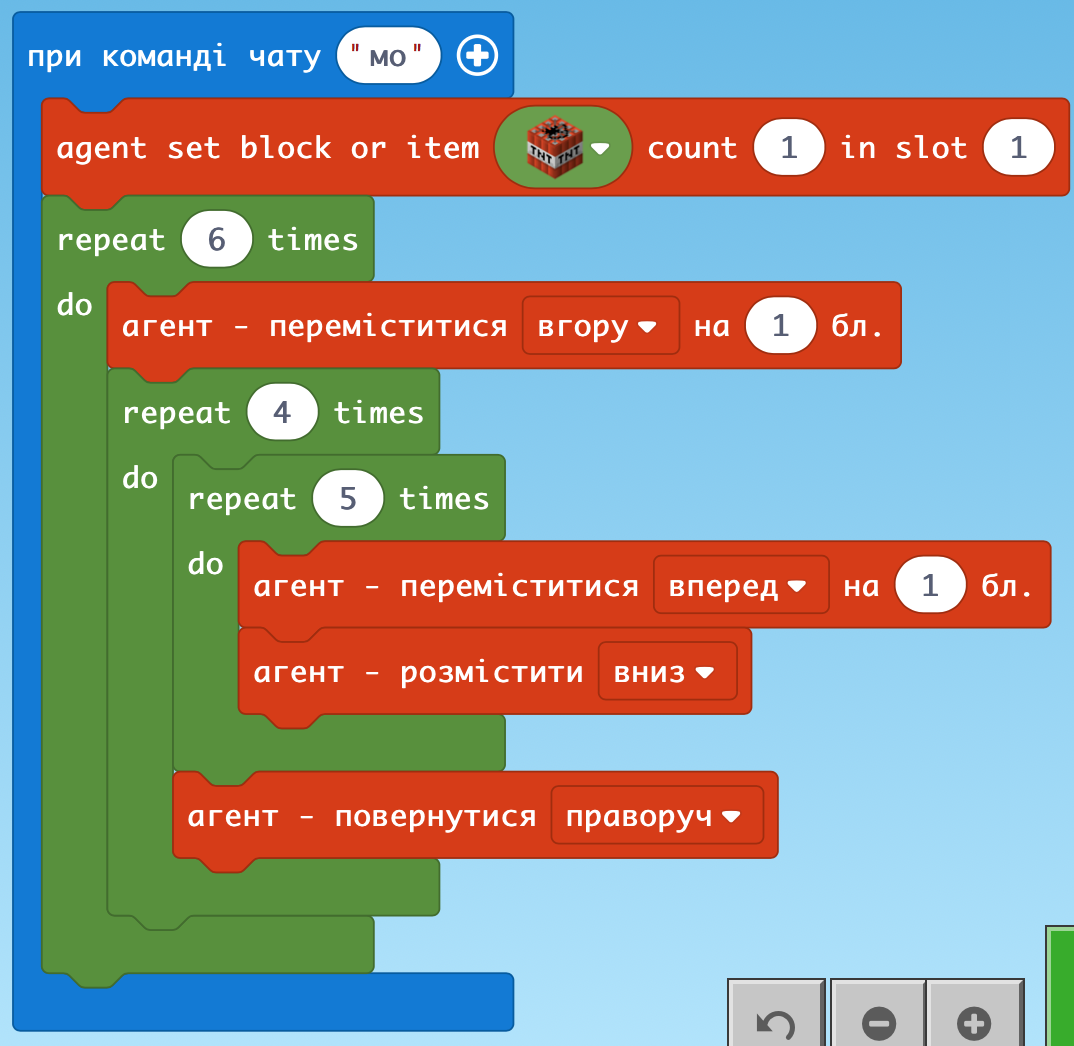 при команді чату "мо"
agent set block or item TNT TNT count 1 in slot 1
repeat 6 times
do
агент - переміститися вгору на 1 бл.
repeat 4 times
do
repeat 5 times
do
агент - переміститися вперед на 1 бл.
агент - розмістити вниз
агент - повернутися праворуч